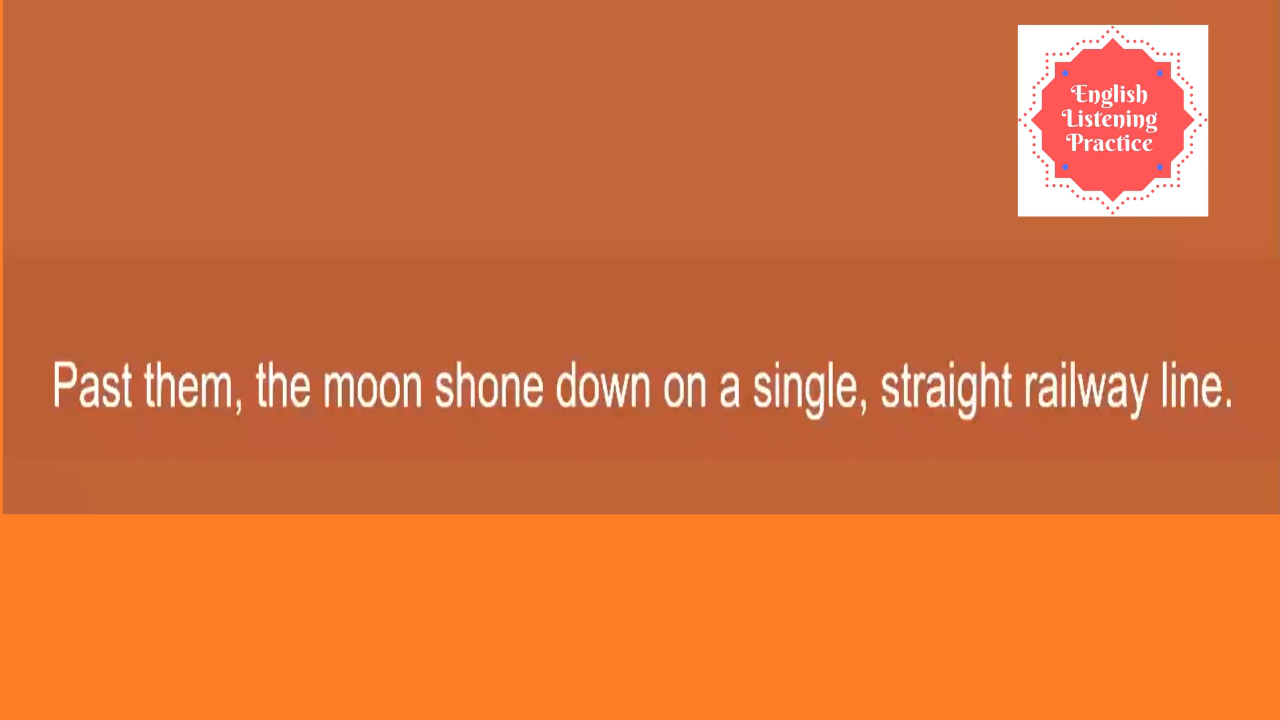 English
Listening
Practice
Past them, the moon shone down on a single, straight railway line.